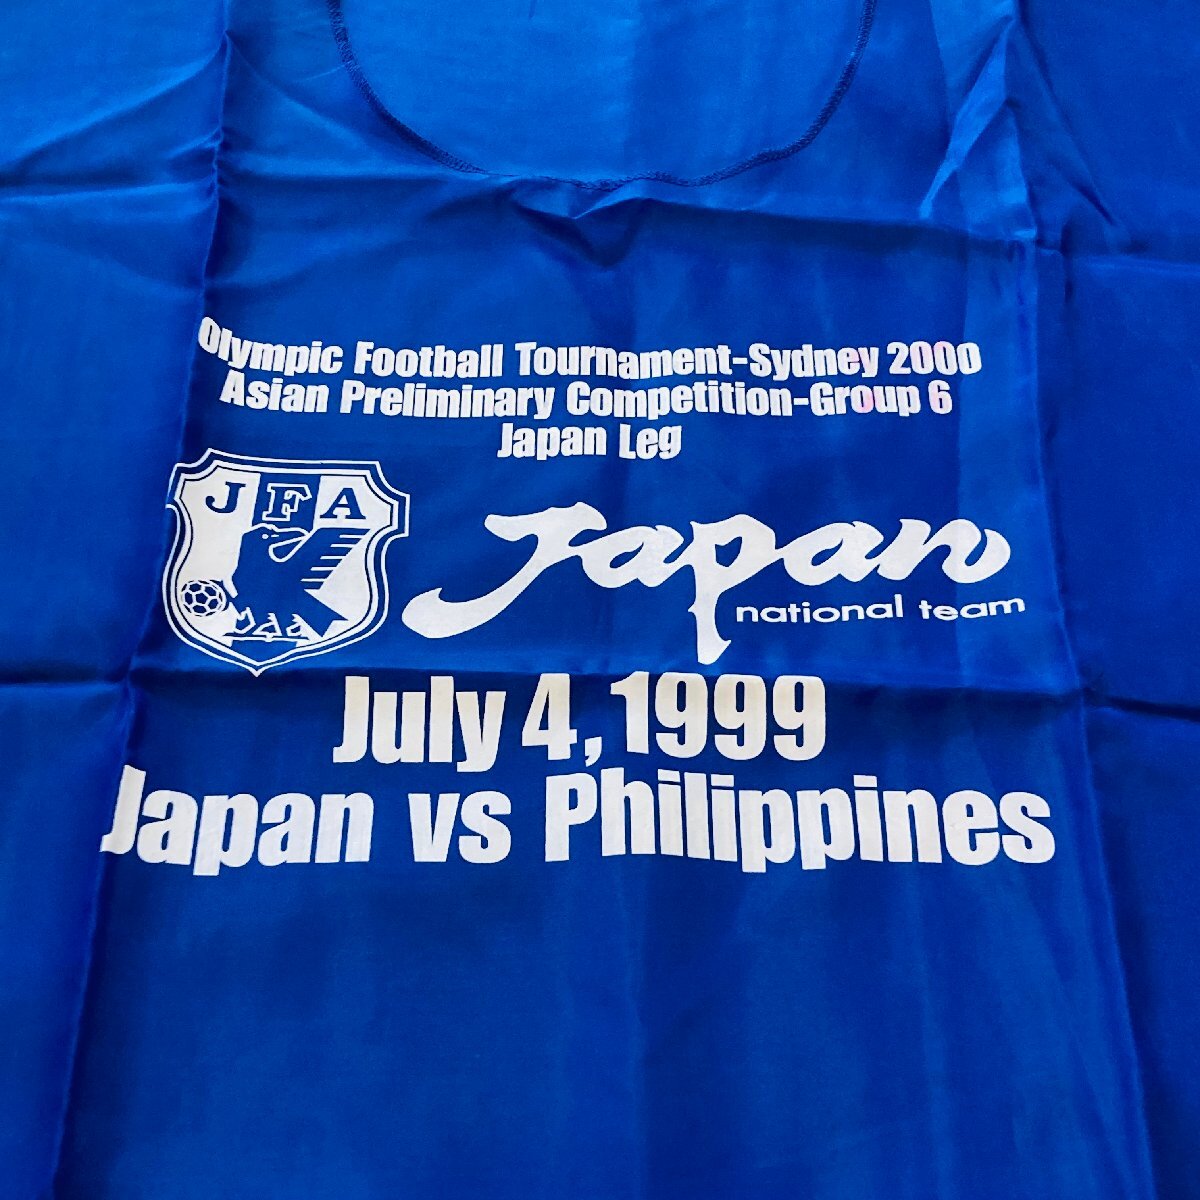 Olympic Football Tournament-Sydney 2000
Asian Preliminary Competition-Group 6
Japan Leg
JFA
Japan
national team
July 4, 1999
Japan vs Philippines